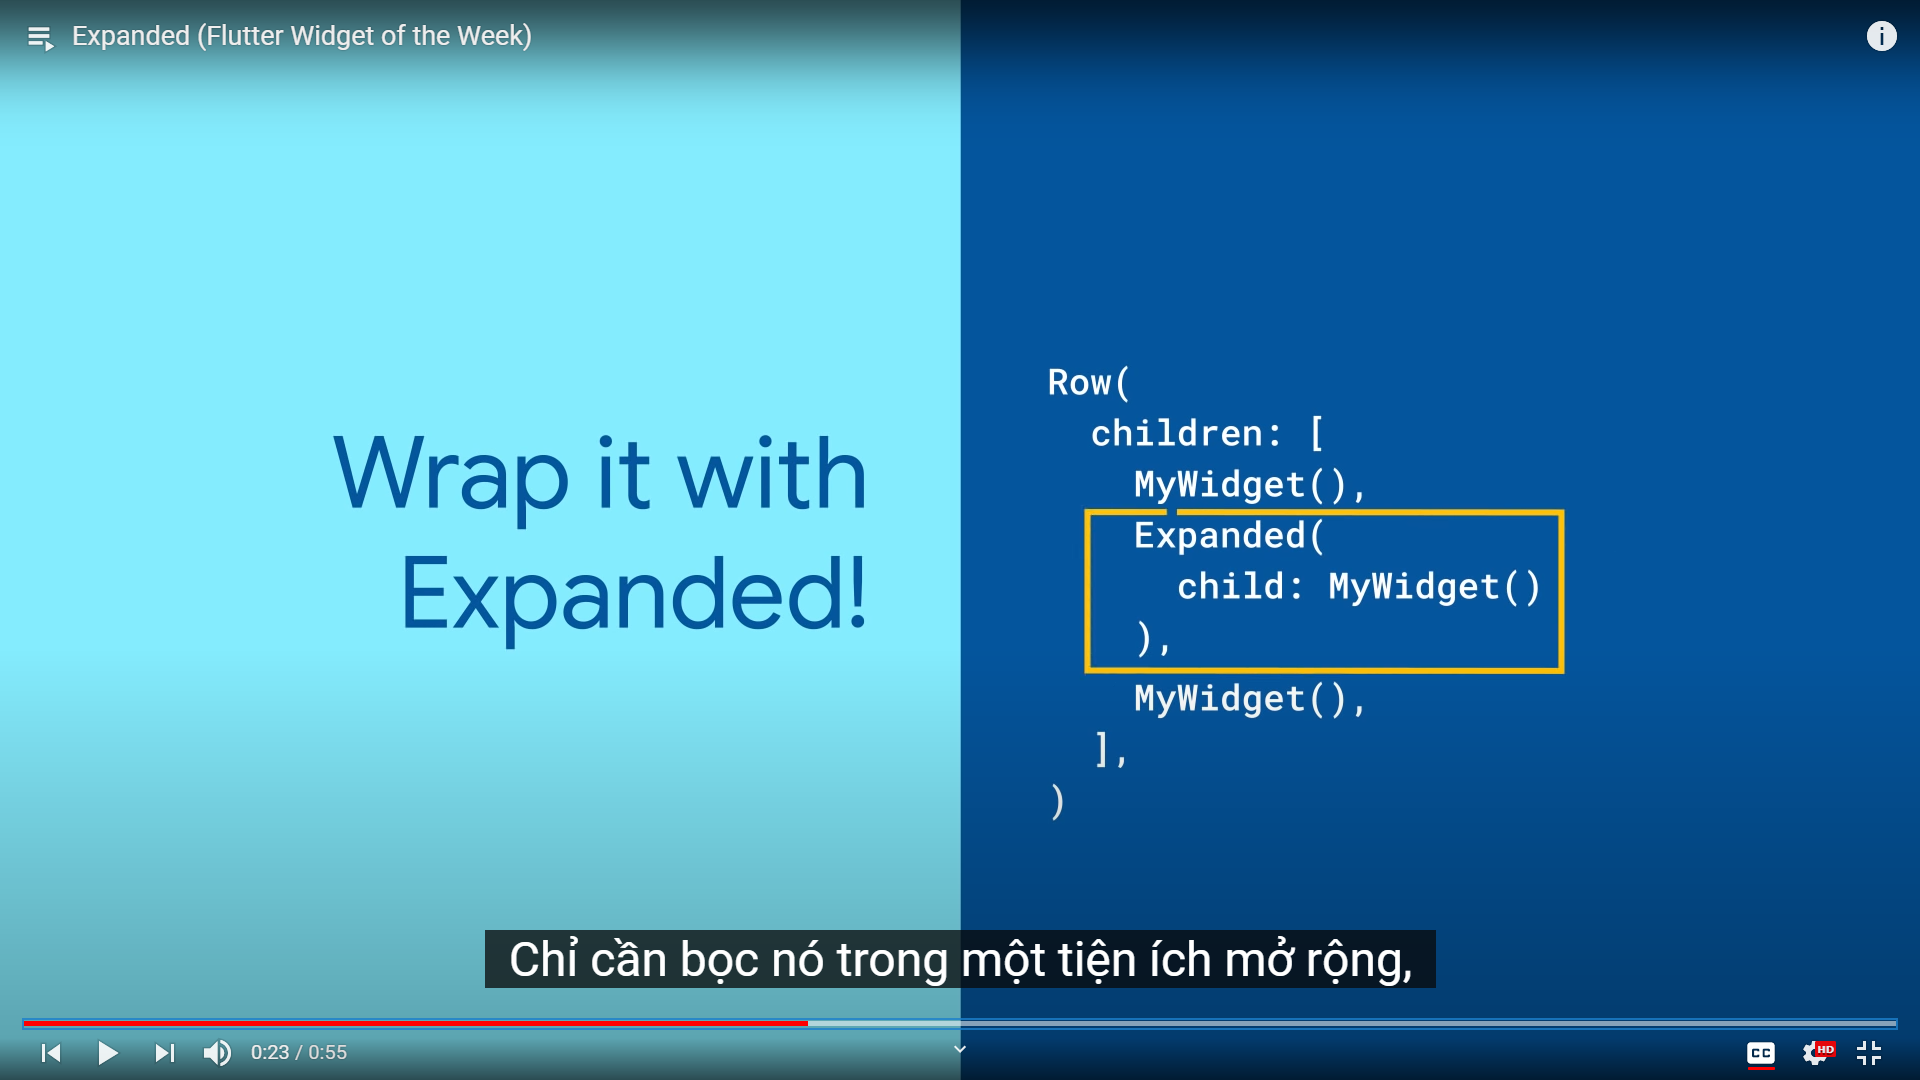 Expanded (Flutter Widget of the Week)
i
Wrap it with
Expanded!
Row(
children: [
MyWidget(),
Expanded(
child: MyWidget()
),
MyWidget(),
],
)
Chỉ cần bọc nó trong một tiện ích mở rộng,
0:23 / 0:55
CC
HD